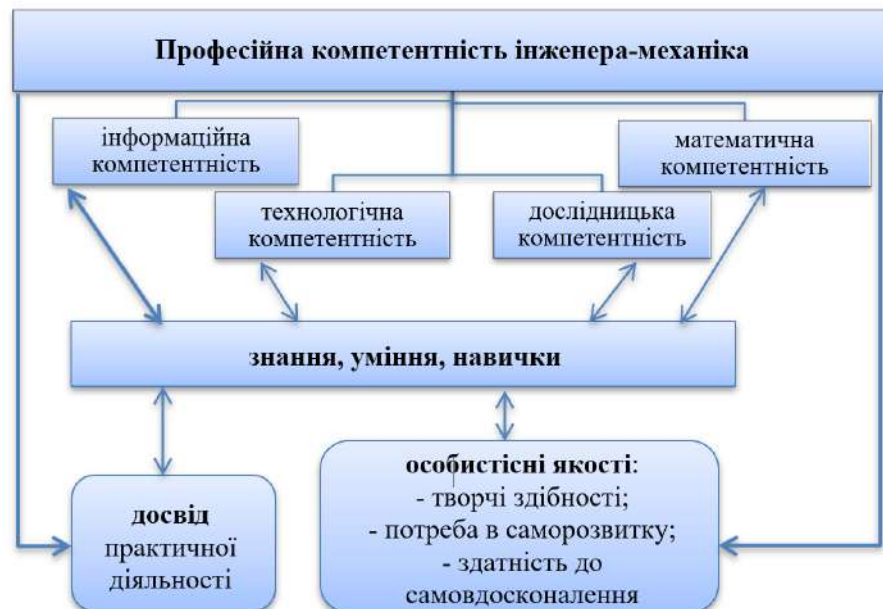 Професійна компетентність інженера-механіка
інформаційна
компетентність
математична
компетентність
технологічна
компетентність
дослідницька
компетентність
знання, уміння, навички
досвід
практичної
діяльності
особистісні якості:
- творчі здібності;
- потреба в саморозвитку;
- здатність до
самовдосконалення